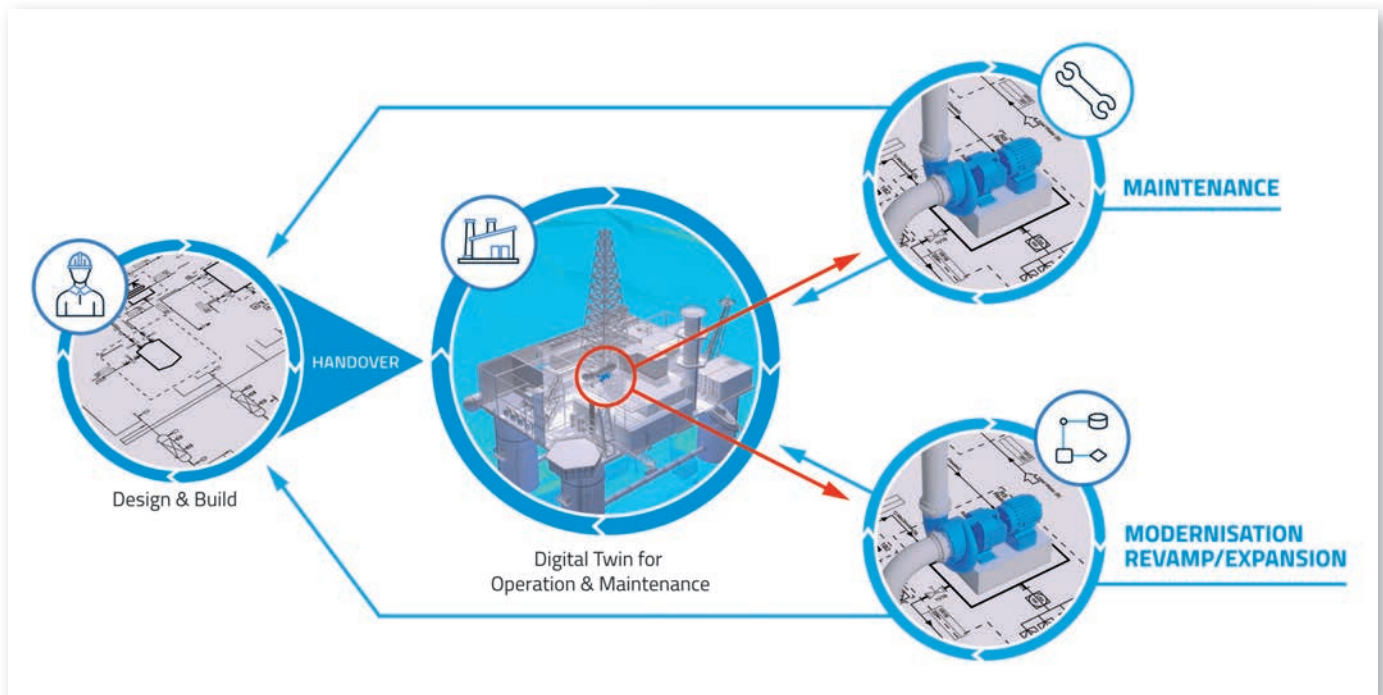 MAINTENANCE
HANDOVER
Design & Build
Digital Twin for
Operation & Maintenance
MODERNISATION
REVAMP/EXPANSION